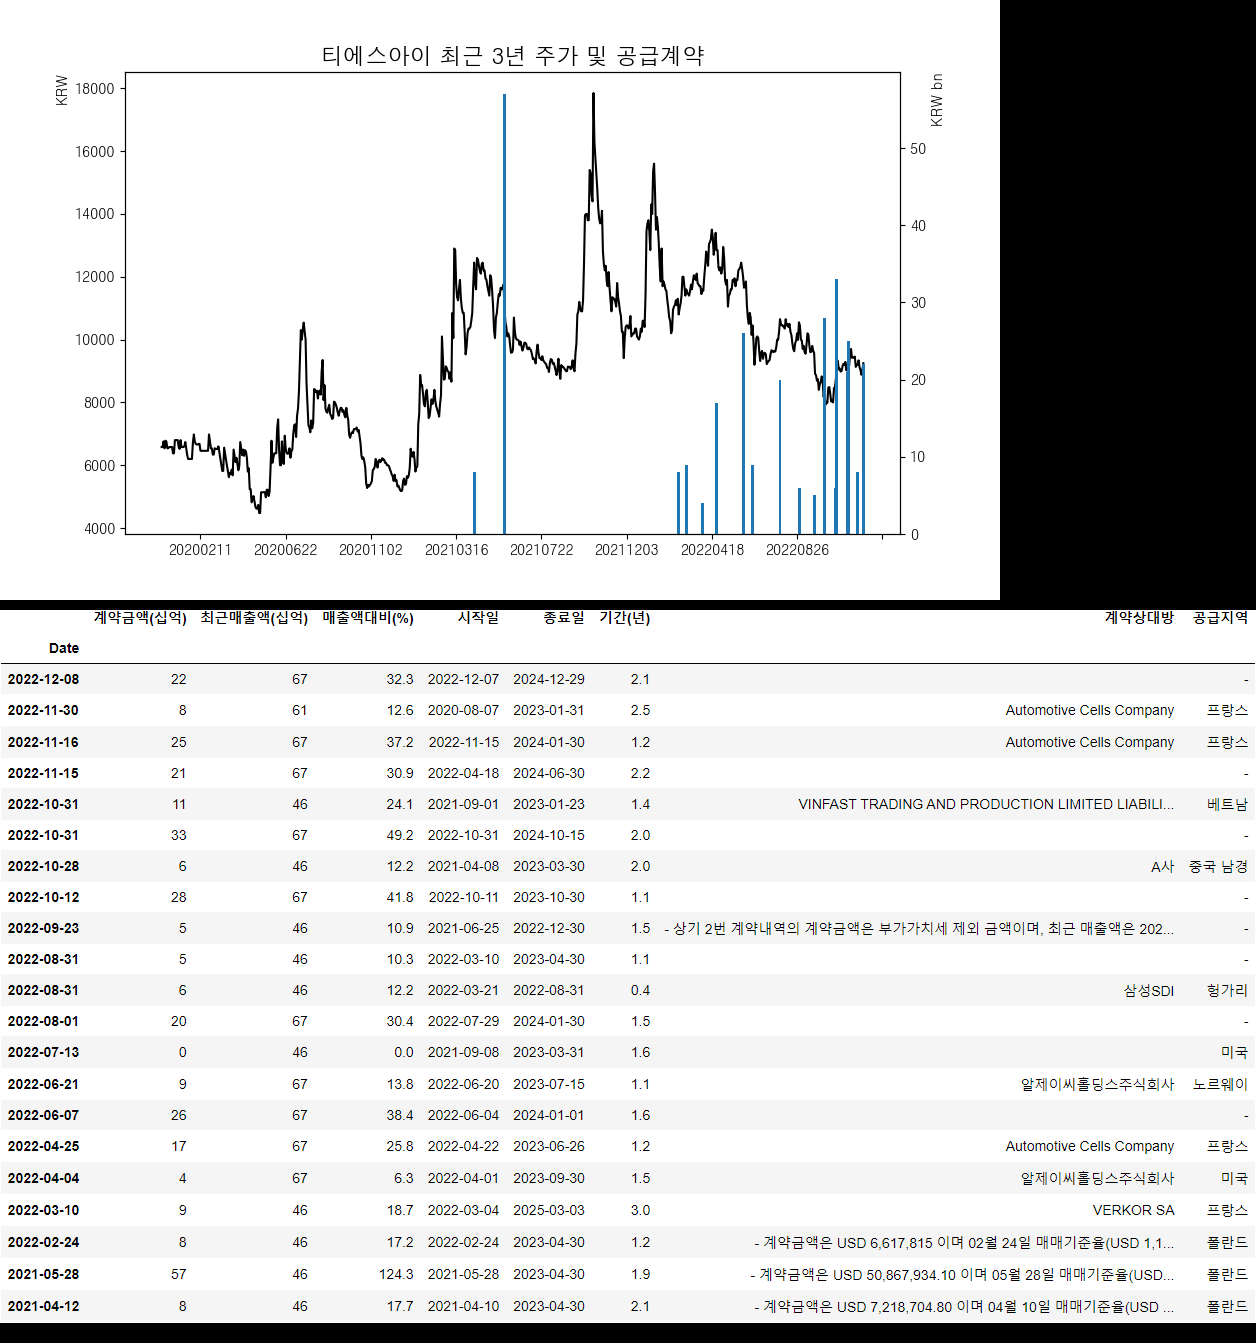 티에스아이 최근 3년 주가 및 공급계약
KRW
KRW bn
18000
16000
14000
12000
10000
8000
6000
4000
50
40
30
20
10
0
20200211 20200622 20201102 20210316 20210722 20211203 20220418 20220826
계약금액(십억) 최근매출액(십억) 매출액대비(%) 시작일 종료일 기간(년) 계약상대방 공급지역
Date
2022-12-08 22 67 32.3 2022-12-07 2024-12-29 2.1 -
2022-11-30 8 61 12.6 2020-08-07 2023-01-31 2.5 Automotive Cells Company 프랑스
2022-11-16 25 67 37.2 2022-11-15 2024-01-30 1.2 Automotive Cells Company 프랑스
2022-11-15 21 67 30.9 2022-04-18 2024-06-30 2.2 -
2022-10-31 11 46 24.1 2021-09-01 2023-01-23 1.4 VINFAST TRADING AND PRODUCTION LIMITED LIABILI... 베트남
2022-10-31 33 67 49.2 2022-10-31 2024-10-15 2.0 -
2022-10-28 6 46 12.2 2021-04-08 2023-03-30 2.0 A사 중국 남경
2022-10-12 28 67 41.8 2022-10-11 2023-10-30 1.1 -
2022-09-23 5 46 10.9 2021-06-25 2022-12-30 1.5 - 상기 2번 계약내역의 계약금액은 부가가치세 제외 금액이며, 최근 매출액은 202... -
2022-08-31 5 46 10.3 2022-03-10 2023-04-30 1.1 -
2022-08-31 6 46 12.2 2022-03-21 2022-08-31 0.4 삼성SDI 헝가리
2022-08-01 20 67 30.4 2022-07-29 2024-01-30 1.5 -
2022-07-13 0 46 0.0 2021-09-08 2023-03-31 1.6 미국
2022-06-21 9 67 13.8 2022-06-20 2023-07-15 1.1 알제이씨홀딩스주식회사 노르웨이
2022-06-07 26 67 38.4 2022-06-04 2024-01-01 1.6 -
2022-04-25 17 67 25.8 2022-04-22 2023-06-26 1.2 Automotive Cells Company 프랑스
2022-04-04 4 67 6.3 2022-04-01 2023-09-30 1.5 알제이씨홀딩스주식회사 미국
2022-03-10 9 46 18.7 2022-03-04 2025-03-03 3.0 VERKOR SA 프랑스
2022-02-24 8 46 17.2 2022-02-24 2023-04-30 1.2 - 계약금액은 USD 6,617,815 이며 02월 24일 매매기준율(USD 1,1... 폴란드
2021-05-28 57 46 124.3 2021-05-28 2023-04-30 1.9 - 계약금액은 USD 50,867,934.10 이며 05월 28일 매매기준율(USD... 폴란드
2021-04-12 8 46 17.7 2021-04-10 2023-04-30 2.1 - 계약금액은 USD 7,218,704.80 이며 04월 10일 매매기준율(USD ... 폴란드